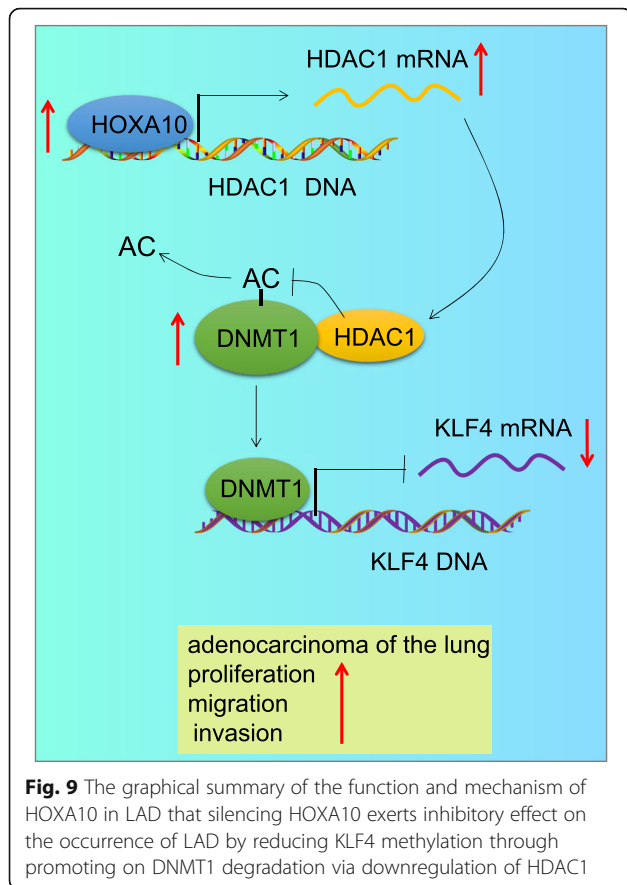 HDAC1 mRNA
HOXA10
HDAC1 DNA
AC
AC
DNMT1
HDAC1
KLF4 mRNA
DNMT1
KLF4 DNA
adenocarcinoma of the lung
proliferation
migration
invasion
Fig. 9 The graphical summary of the function and mechanism of
HOXA10 in LAD that silencing HOXA10 exerts inhibitory effect on
the occurrence of LAD by reducing KLF4 methylation through
promoting on DNMT1 degradation via downregulation of HDAC1